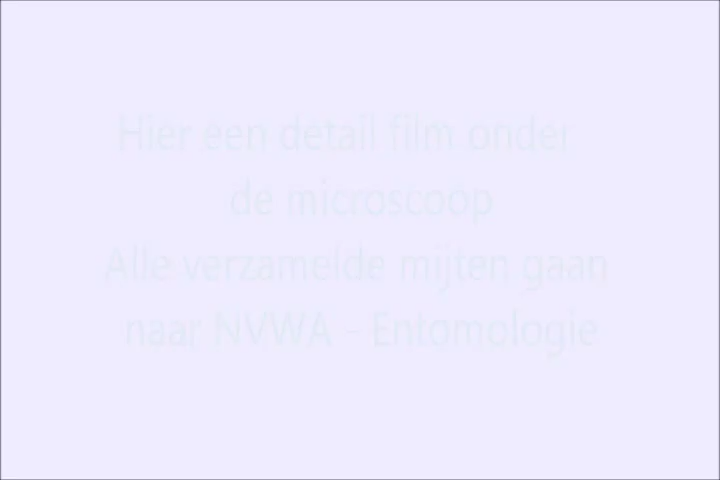 Hier een detail film onder
de microscoop
Alle verzamelde mijten gaan
naar NVWA - Entomologie